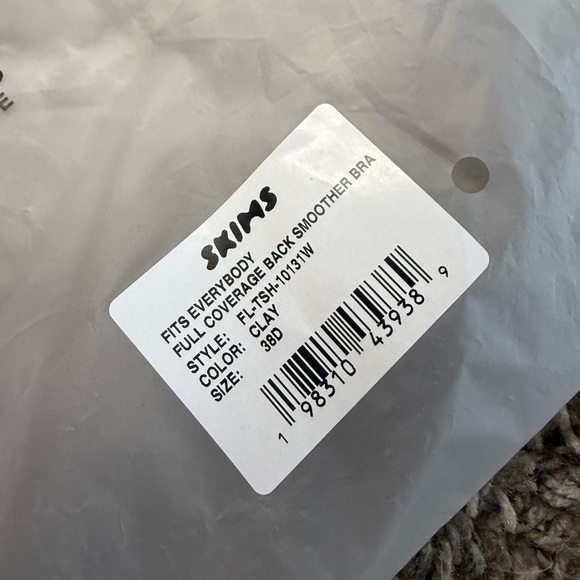 SKIMS
FITS EVERYBODY
FULL COVERAGE BACK SMOOTHER BRA
STYLE: FL-TSH-10131W
COLOR: CLAY
SIZE: 38D
1 98310 43938 9